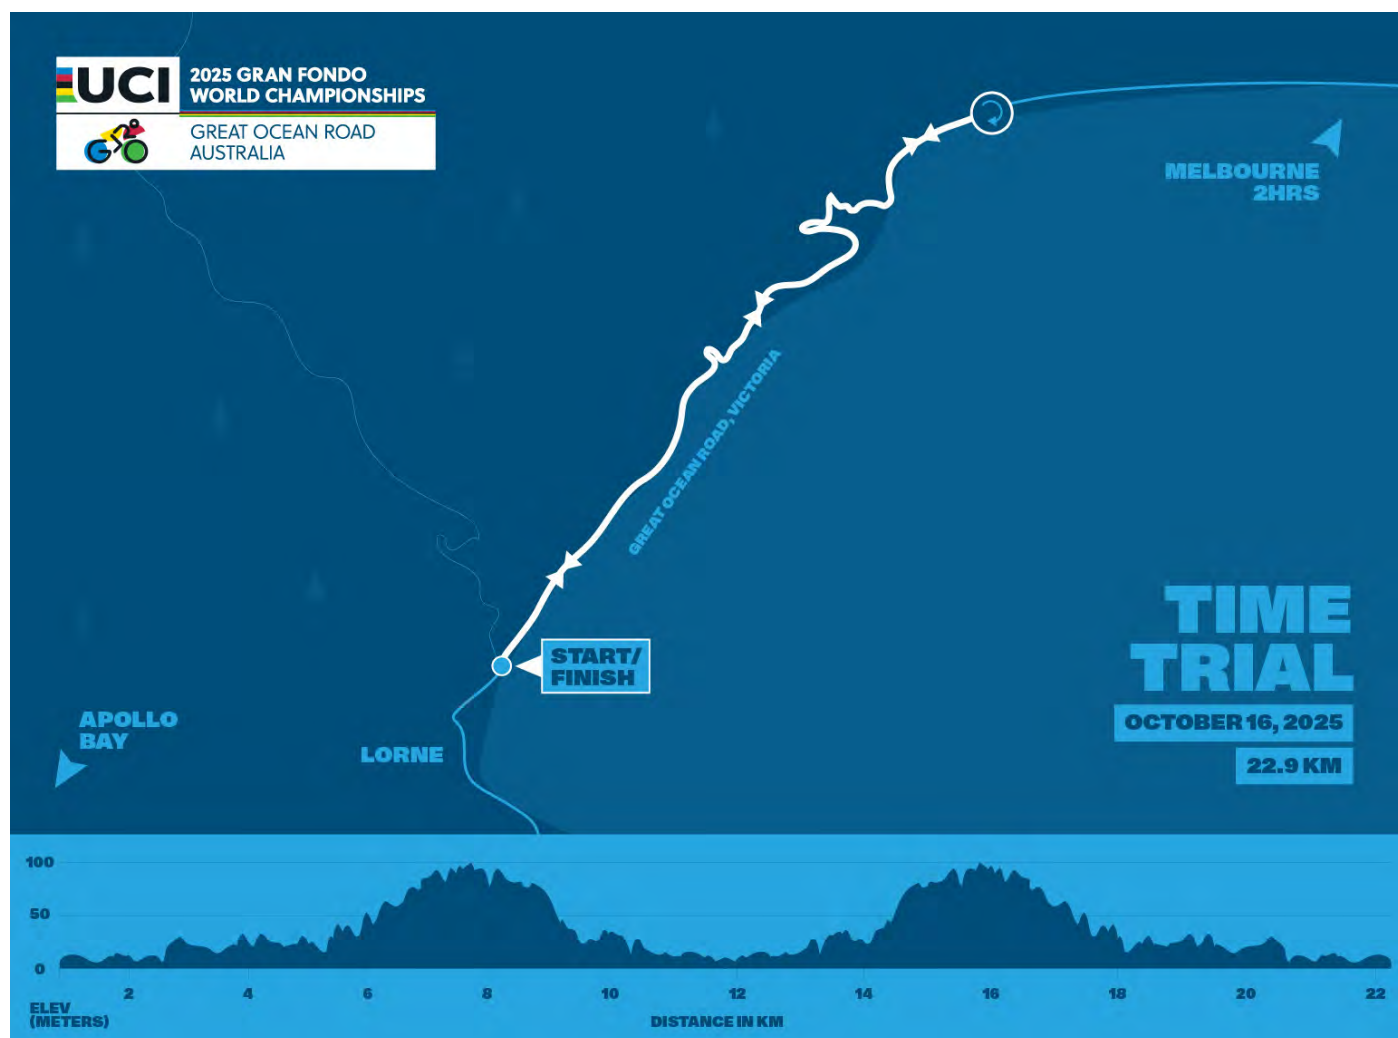 UCI
2025 GRAN FONDO
WORLD CHAMPIONSHIPS
GREAT OCEAN ROAD
AUSTRALIA
MELBOURNE
2HRS
GREAT OCEAN ROAD, VICTORIA
START/
FINISH
APOLLO
BAY
LORNE
TIME
TRIAL
OCTOBER 16, 2025
22.9 KM
100
50
0
2 4 6 8 10 12 14 16 18 20 22
ELEV
(METERS)
DISTANCE IN KM